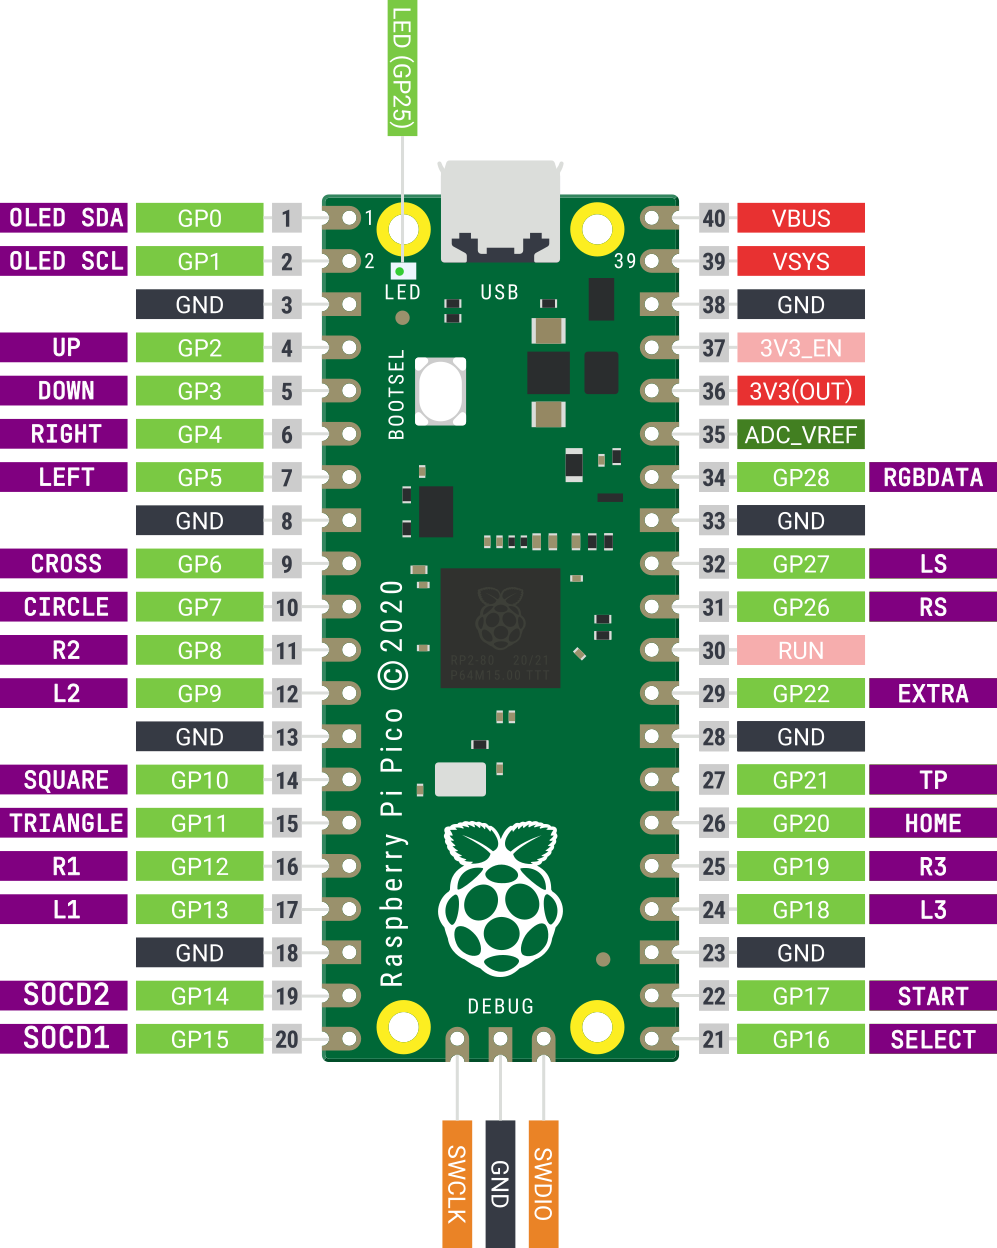 LED (GP25)
OLED SDA GP0 1 1 40 VBUS
OLED SCL GP1 2 2 39 39 VSYS
GND 3 LED USB 38 GND
UP GP2 4 37 3V3_EN
DOWN GP3 5 BOOTSEL 36 3V3(OUT)
RIGHT GP4 6 35 ADC_VREF
LEFT GP5 7 34 GP28 RGBDATA
GND 8 33 GND
CROSS GP6 9 32 GP27 LS
CIRCLE GP7 10 31 GP26 RS
R2 GP8 11 30 RUN
RP2-B0 20/21
P64M15.00 TTT
L2 GP9 12 29 GP22 EXTRA
GND 13 28 GND
SQUARE GP10 14 27 GP21 TP
TRIANGLE GP11 15 26 GP20 HOME
R1 GP12 16 25 GP19 R3
L1 GP13 17 24 GP18 L3
Raspberry Pi Pico ©2020
GND 18 23 GND
SOCD2 GP14 19 DEBUG 22 GP17 START
SOCD1 GP15 20 21 GP16 SELECT
SWCLK GND SWDIO